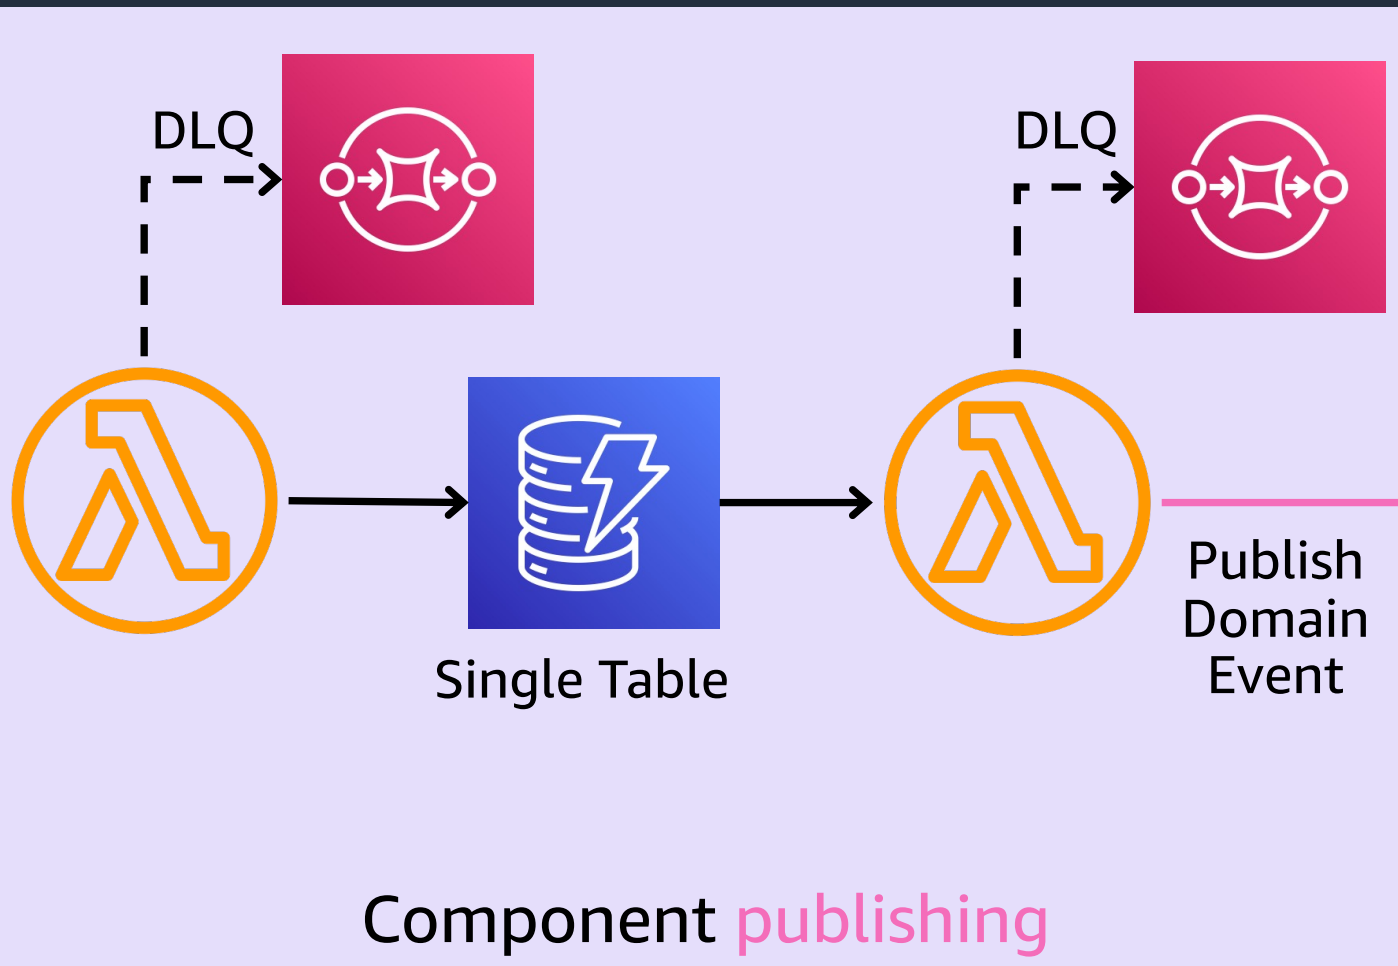 DLQ
DLQ
Single Table
Publish
Domain
Event
Component publishing